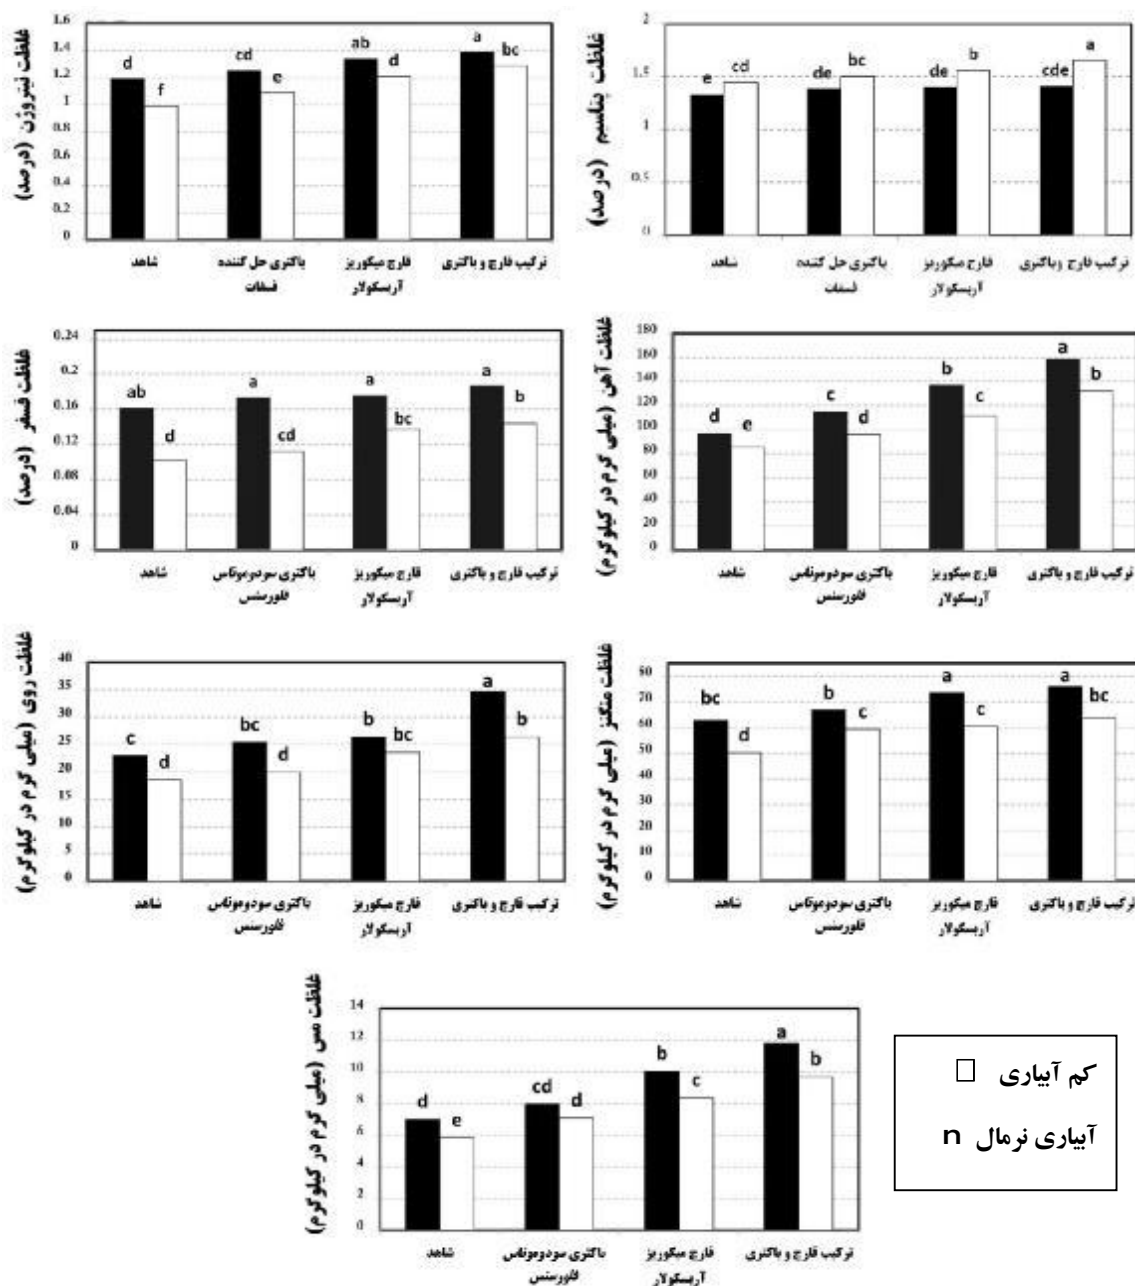 غلظت نیتروژن (درصد)
1.6
1.4
1.2
1
0.8
0.6
0.4
0.2
0
d
f
cd
e
ab
d
a
bc
شاهد
باکتری حل کننده
فسفات
قارچ میکوریز
آربسکولار
ترکیب قارچ و باکتری
غلظت پتاسیم (درصد)
2
1.5
1
0.5
0
e
cd
de
bc
de
b
cde
a
شاهد
باکتری حل کننده
فسفات
قارچ میکوریز
آربسکولار
ترکیب قارچ و باکتری
غلظت فسفر (درصد)
0.24
0.2
0.16
0.12
0.08
0.04
0
ab
d
a
cd
a
bc
a
b
شاهد
باکتری سودوموناس
فلورسنس
قارچ میکوریز
آربسکولار
ترکیب قارچ و باکتری
غلظت آهن (میلی گرم در کیلوگرم)
180
160
140
120
100
80
60
40
20
0
d
e
c
d
b
c
a
b
شاهد
باکتری سودوموناس
فلورسنس
قارچ میکوریز
آربسکولار
ترکیب قارچ و باکتری
غلظت روی (میلی گرم در کیلوگرم)
40
35
30
25
20
15
10
5
0
c
d
bc
d
b
bc
a
b
شاهد
باکتری سودوموناس
فلورسنس
قارچ میکوریز
آربسکولار
ترکیب قارچ و باکتری
غلظت منگنز (میلی گرم در کیلوگرم)
80
70
60
50
40
30
20
10
0
bc
d
b
c
a
c
a
bc
شاهد
باکتری سودوموناس
فلورسنس
قارچ میکوریز
آربسکولار
ترکیب قارچ و باکتری
غلظت مس (میلی گرم در کیلوگرم)
14
12
10
8
6
4
2
0
d
e
cd
d
b
c
a
b
شاهد
باکتری سودوموناس
فلورسنس
قارچ میکوریز
آربسکولار
ترکیب قارچ و باکتری
کم آبیاری □
آبیاری نرمال n